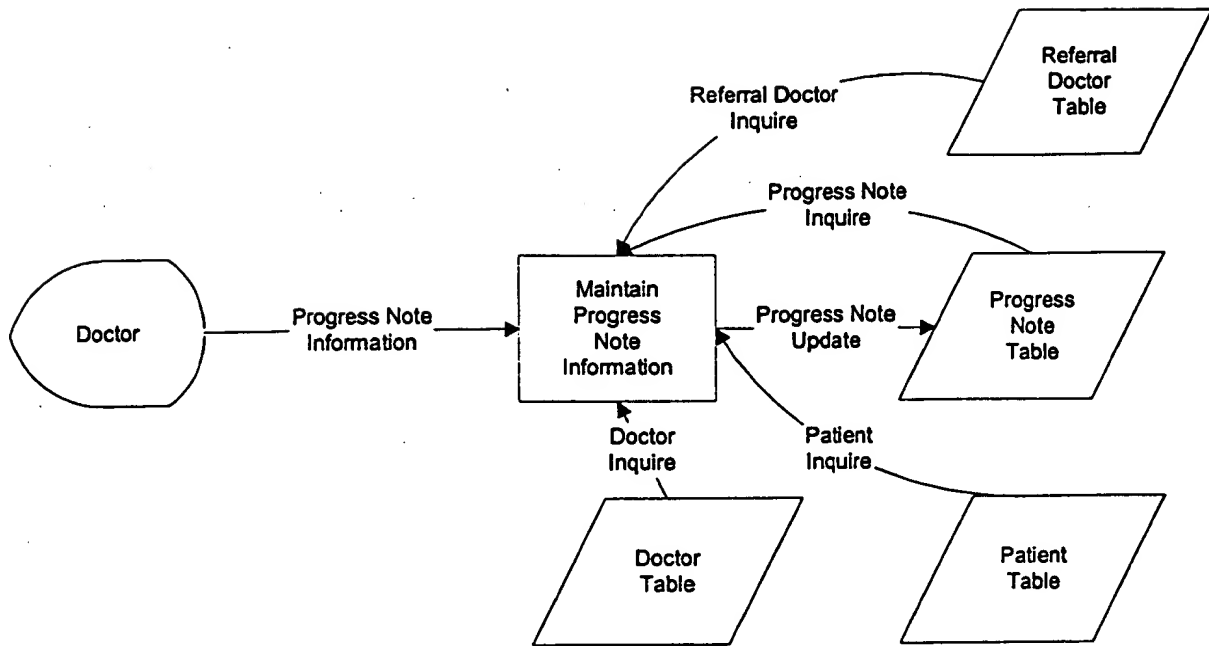 Referral
Doctor
Table
Referral Doctor
Inquire
Progress Note
Inquire
Doctor
Progress Note
Information
Maintain
Progress
Note
Information
Progress Note
Update
Progress
Note
Table
Doctor
Inquire
Patient
Inquire
Doctor
Table
Patient
Table